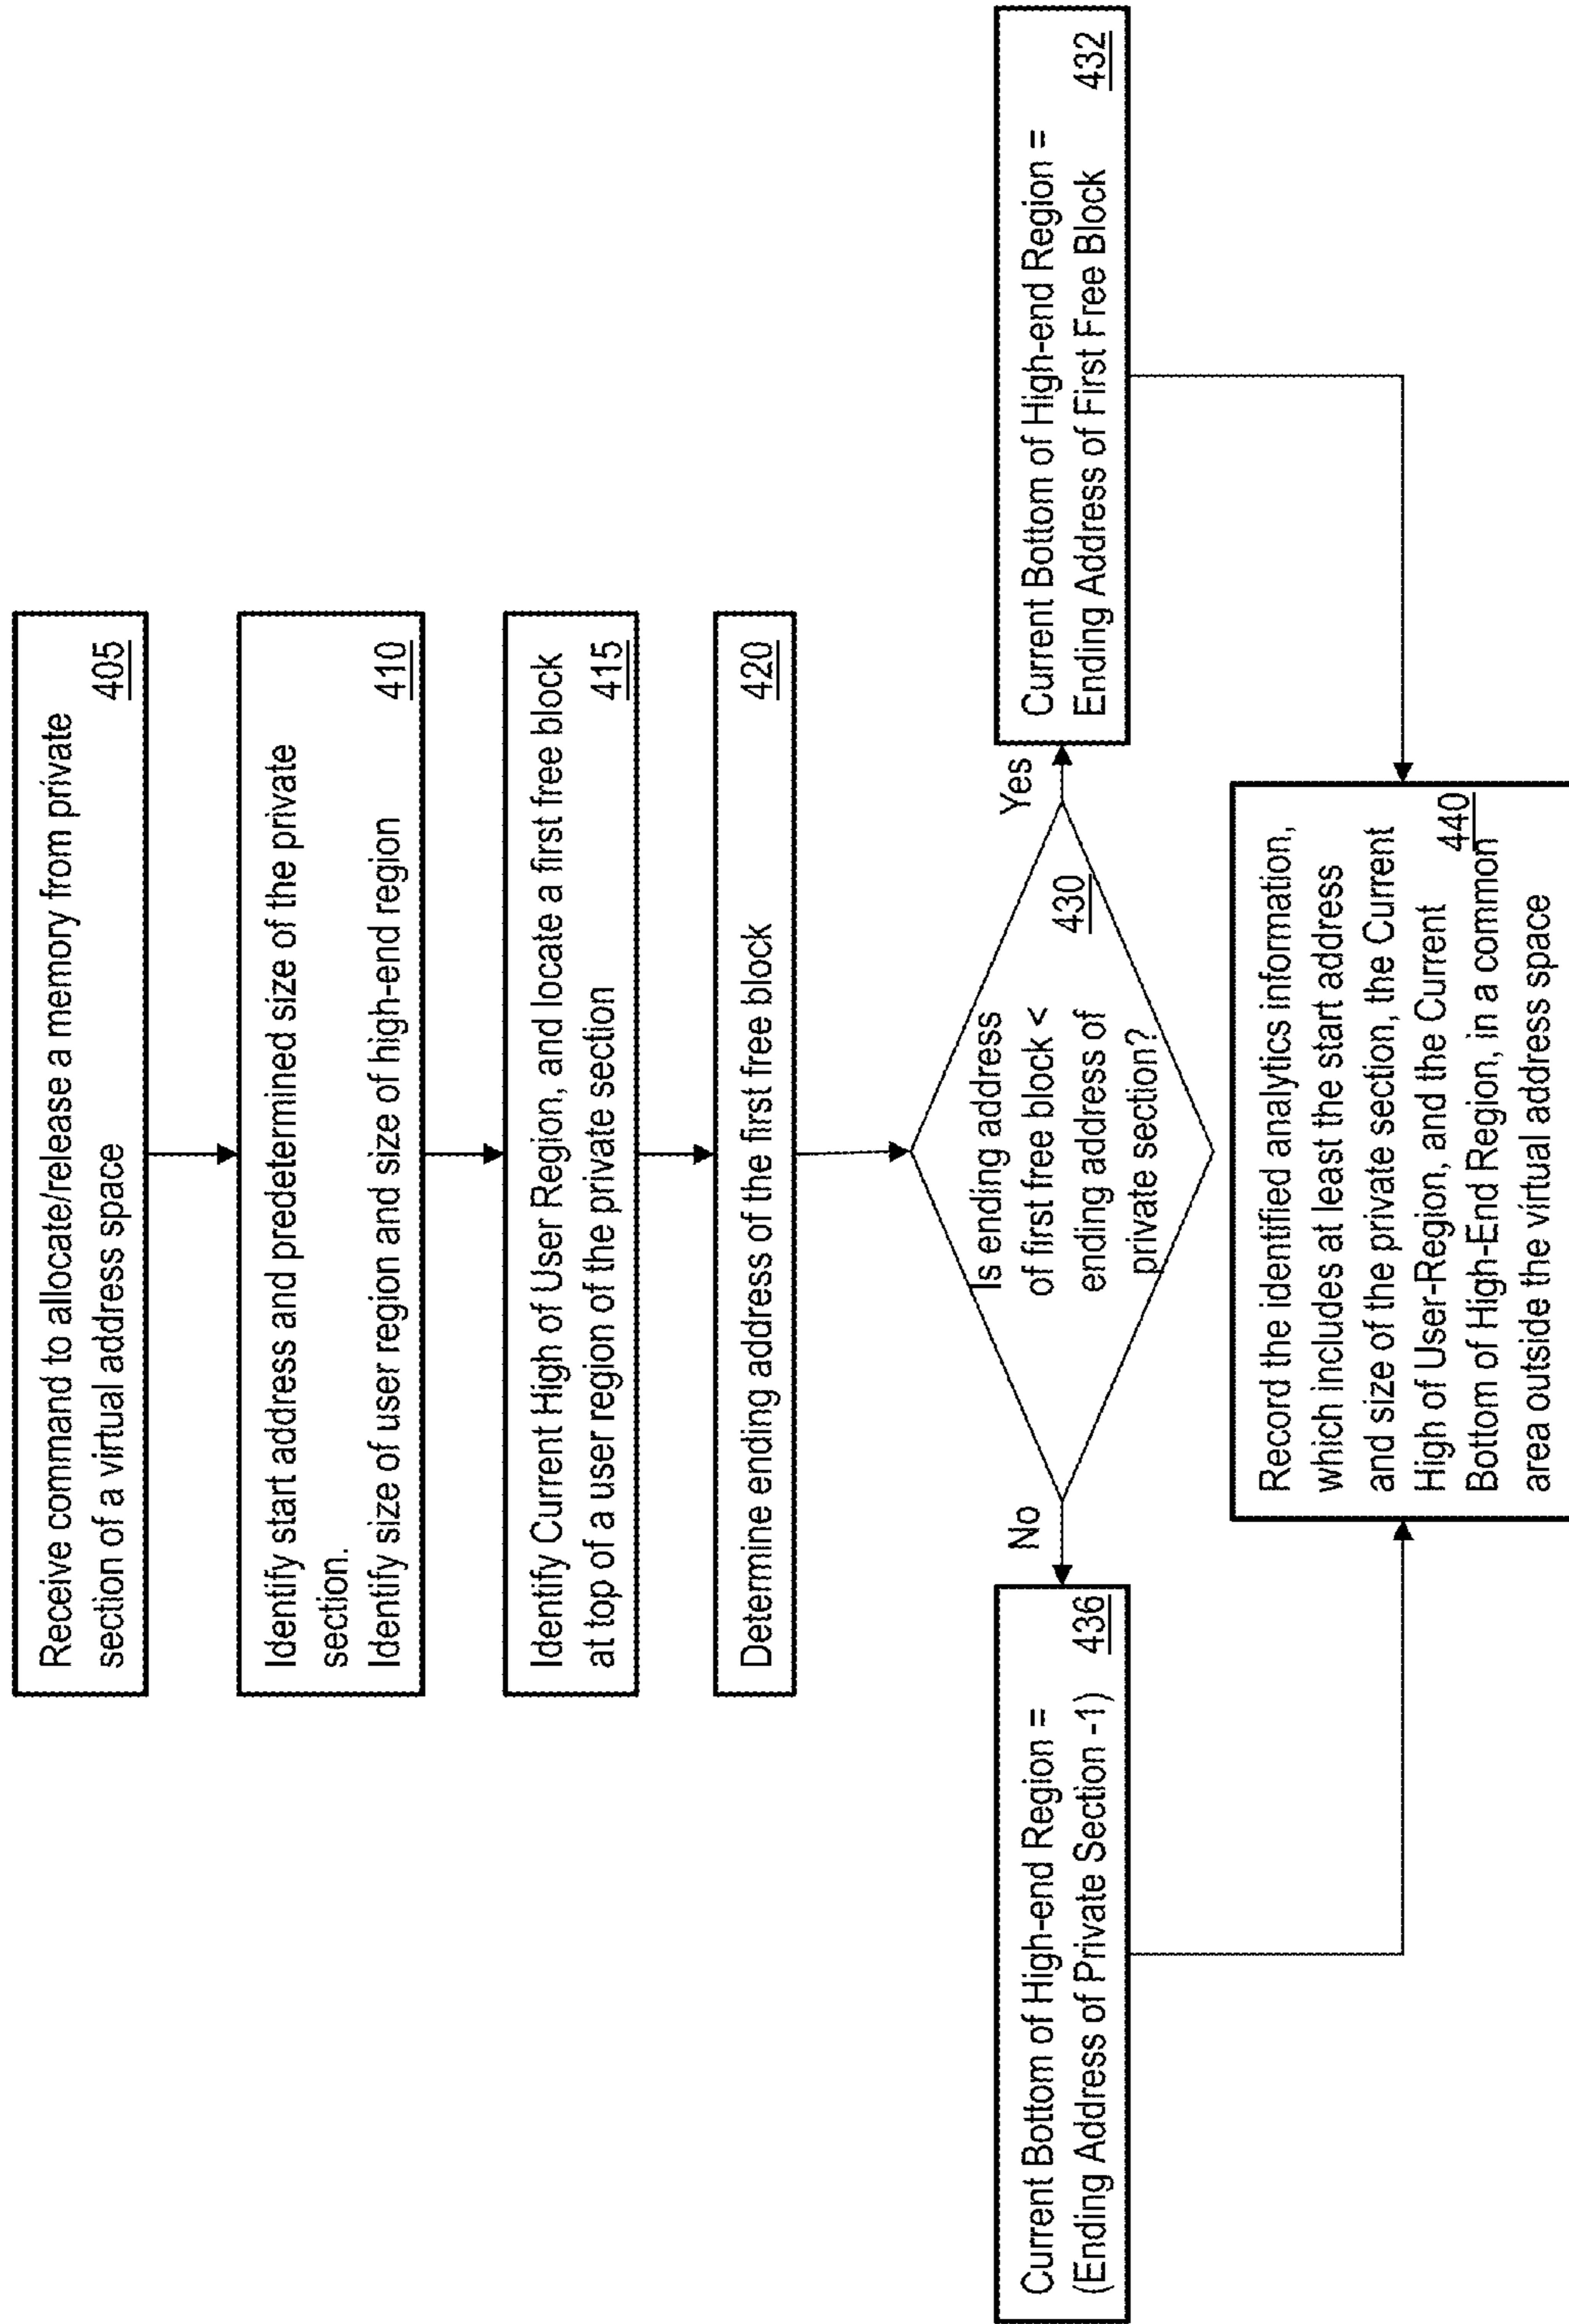 Receive command to allocate/release a memory from private
section of a virtual address space 405
Identify start address and predetermined size of the private
section.
Identify size of user region and size of high-end region 410
Identify Current High of User Region, and locate a first free block
at top of a user region of the private section 415
Determine ending address of the first free block 420
Is ending address
of first free block < 430
ending address of
private section?
No
Yes
Current Bottom of High-end Region =
(Ending Address of Private Section -1) 436
Current Bottom of High-end Region =
Ending Address of First Free Block 432
Record the identified analytics information,
which includes at least the start address
and size of the private section, the Current
High of User-Region, and the Current 440
Bottom of High-End Region, in a common
area outside the virtual address space